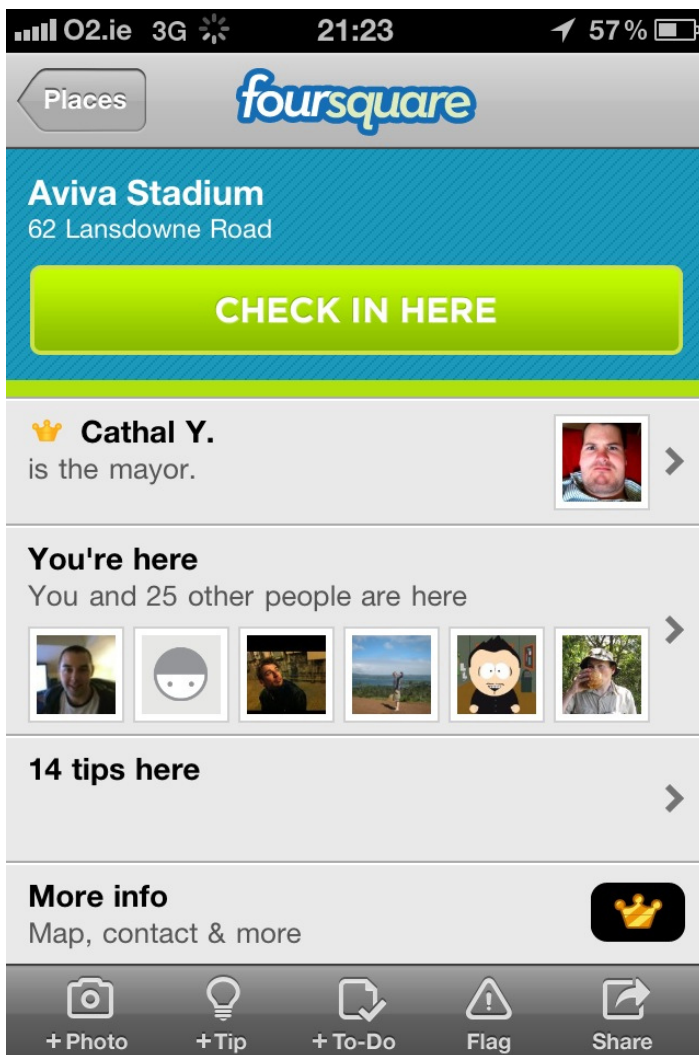 O2.ie 3G 21:23 57%
Places foursquare
Aviva Stadium
62 Lansdowne Road
CHECK IN HERE
Cathal Y.
is the mayor.
You're here
You and 25 other people are here
14 tips here
More info
Map, contact & more
+Photo +Tip +To-Do Flag Share